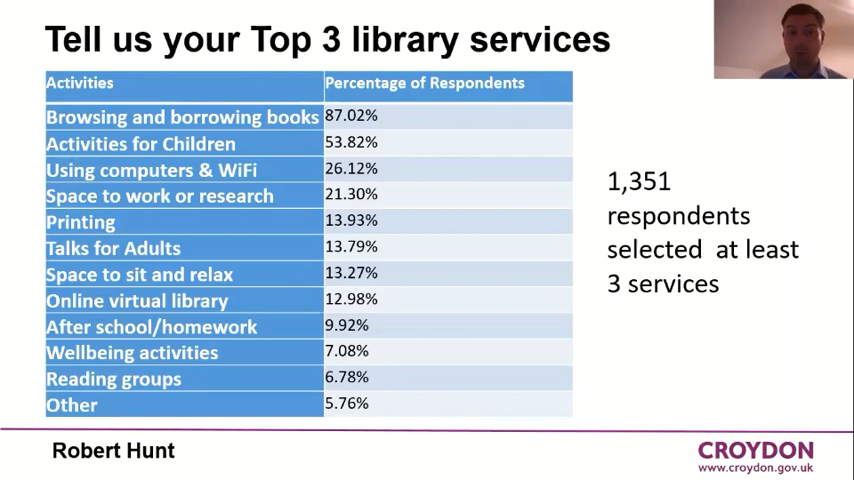 Tell us your Top 3 library services
Activities Percentage of Respondents
Browsing and borrowing books 87.02%
Activities for Children 53.82%
Using computers & WiFi 26.12%
Space to work or research 21.30%
Printing 13.93%
Talks for Adults 13.79%
Space to sit and relax 13.27%
Online virtual library 12.98%
After school/homework 9.92%
Wellbeing activities 7.08%
Reading groups 6.78%
Other 5.76%
1,351
respondents
selected at least
3 services
Robert Hunt
CROYDON
www.croydon.gov.uk